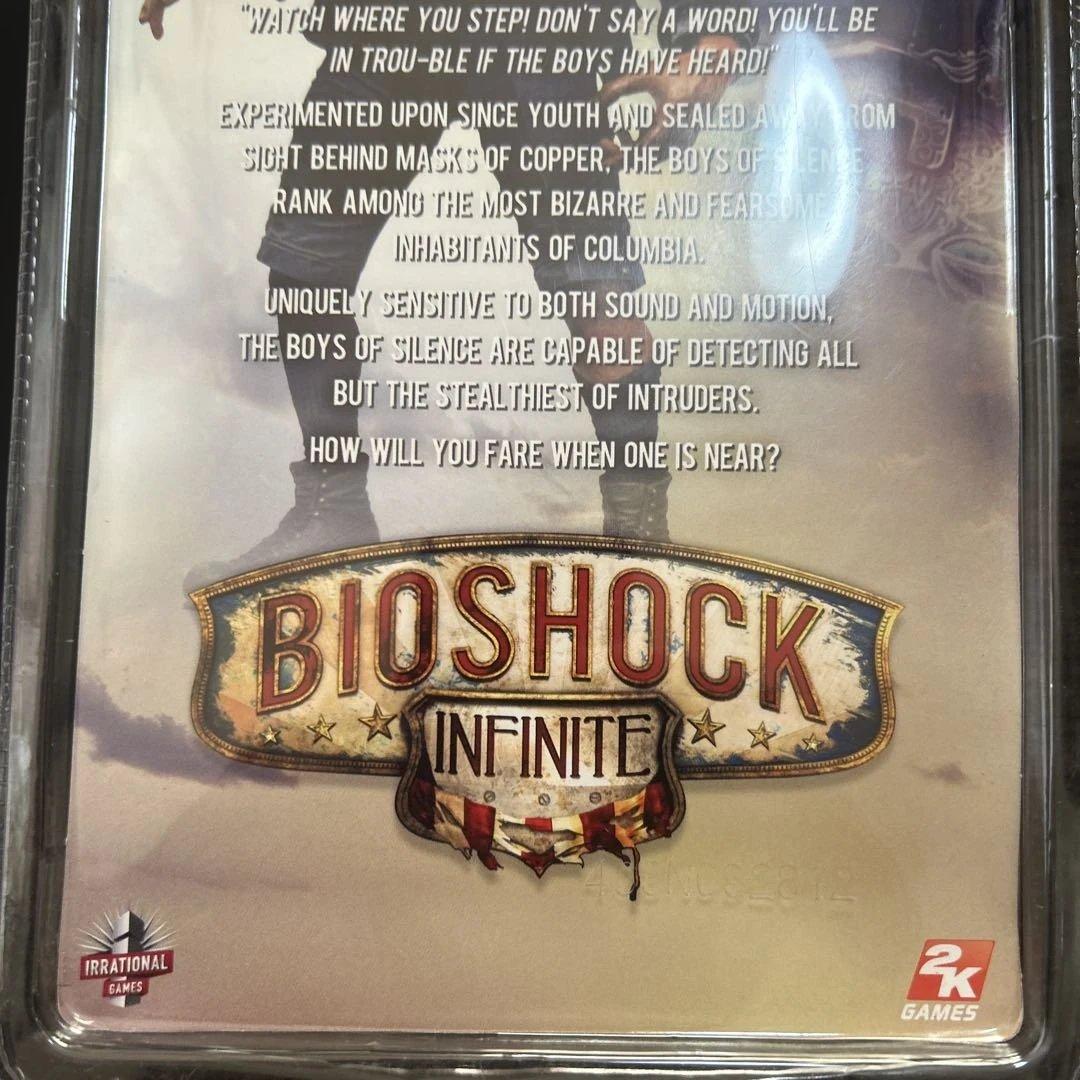 "WATCH WHERE YOU STEP! DON'T SAY A WORD! YOU'LL BE
IN TROU-BLE IF THE BOYS HAVE HEARD!"
EXPERIMENTED UPON SINCE YOUTH AND SEALED AWAY FROM
SIGHT BEHIND MASKS OF COPPER, THE BOYS OF SILENCE
RANK AMONG THE MOST BIZARRE AND FEARSOME
INHABITANTS OF COLUMBIA.
UNIQUELY SENSITIVE TO BOTH SOUND AND MOTION,
THE BOYS OF SILENCE ARE CAPABLE OF DETECTING ALL
BUT THE STEALTHIEST OF INTRUDERS.
HOW WILL YOU FARE WHEN ONE IS NEAR?
BIOSHOCK
INFINITE
IRRATIONAL
GAMES
2K
GAMES